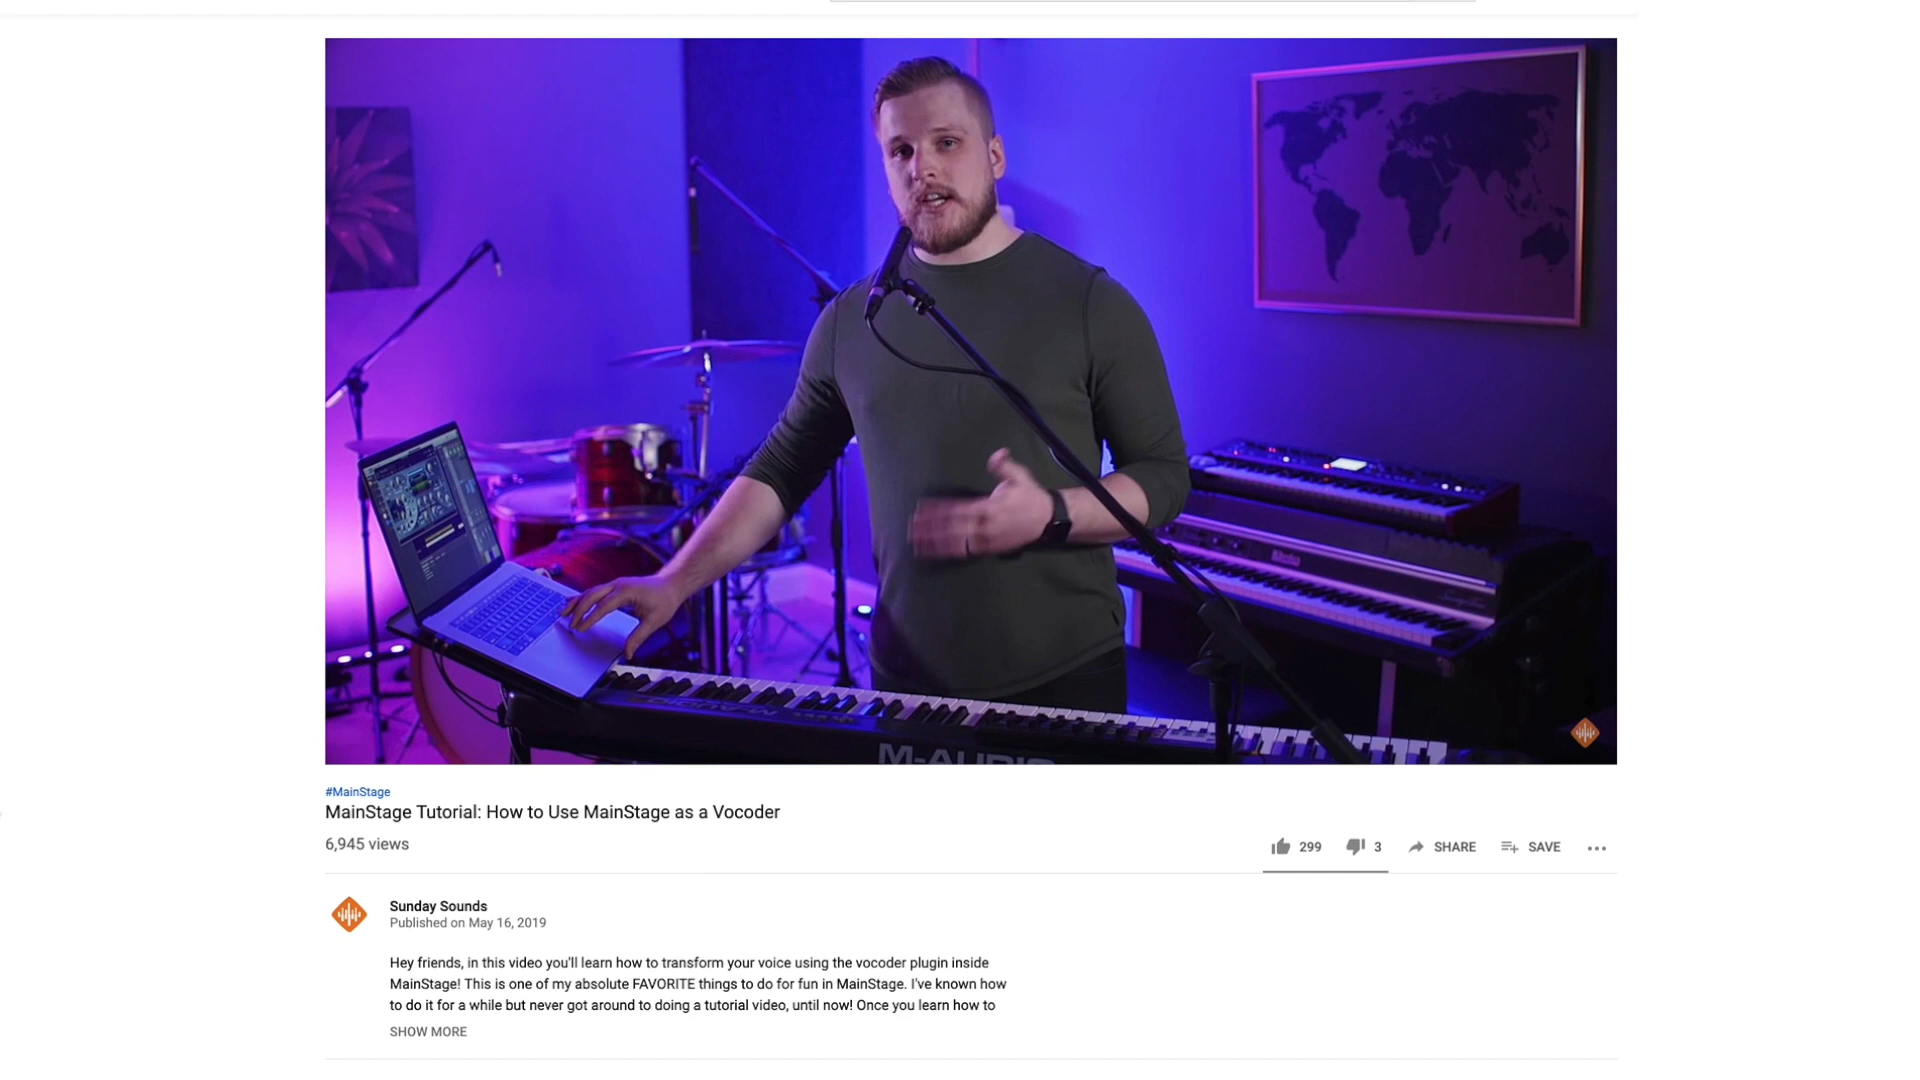 Rhodes
M-AUDIO
#MainStage
MainStage Tutorial: How to Use MainStage as a Vocoder
6,945 views
299 3 SHARE SAVE
Sunday Sounds
Published on May 16, 2019
Hey friends, in this video you'll learn how to transform your voice using the vocoder plugin inside
MainStage! This is one of my absolute FAVORITE things to do for fun in MainStage. I've known how
to do it for a while but never got around to doing a tutorial video, until now! Once you learn how to
SHOW MORE